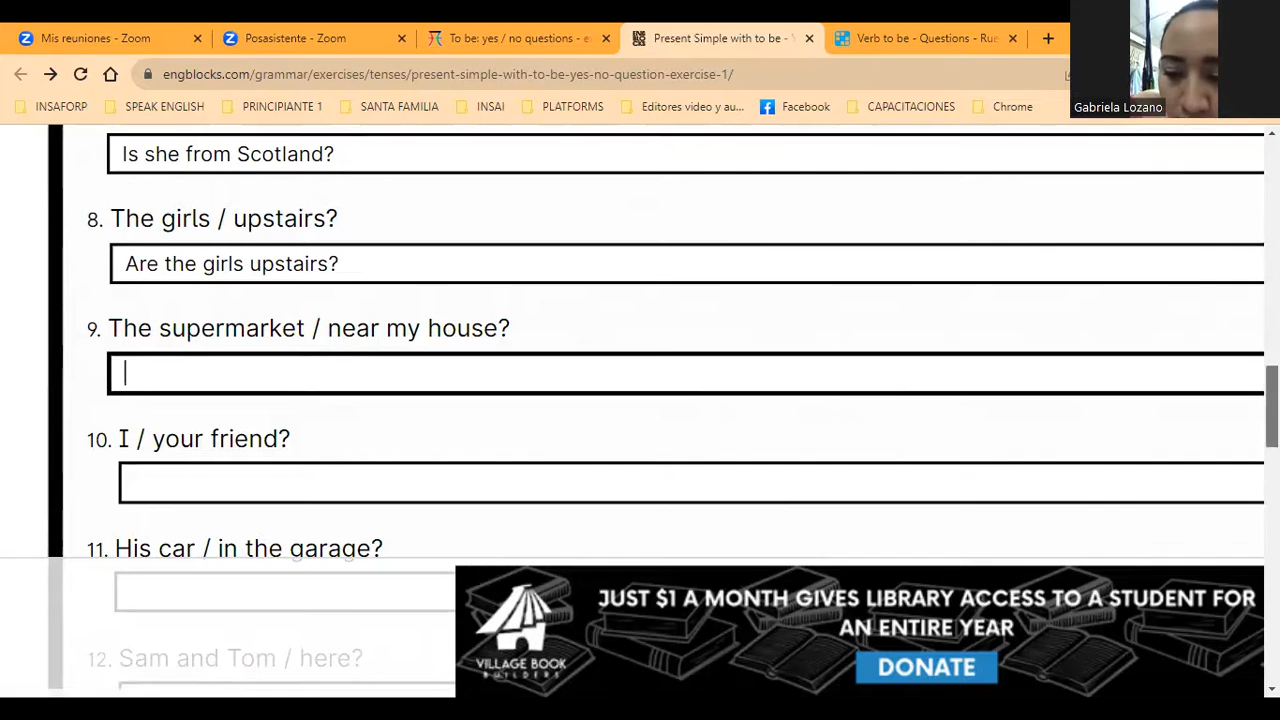 Mis reuniones - Zoom
Posasistente - Zoom
To be: yes / no questions - e
Present Simple with to be -
Verb to be - Questions - Rue
engblocks.com/grammar/exercises/tenses/present-simple-with-to-be-yes-no-question-exercise-1/
Gabriela Lozano
INSAFORP
SPEAK ENGLISH
PRINCIPIANTE 1
SANTA FAMILIA
INSAI
PLATFORMS
Editores video y au...
Facebook
CAPACITACIONES
Chrome
Is she from Scotland?
8. The girls / upstairs?
Are the girls upstairs?
9. The supermarket / near my house?
10. I / your friend?
11. His car / in the garage?
12. Sam and Tom / here?
JUST $1 A MONTH GIVES LIBRARY ACCESS TO A STUDENT FOR
AN ENTIRE YEAR
VILLAGE BOOK
BUILDERS
DONATE